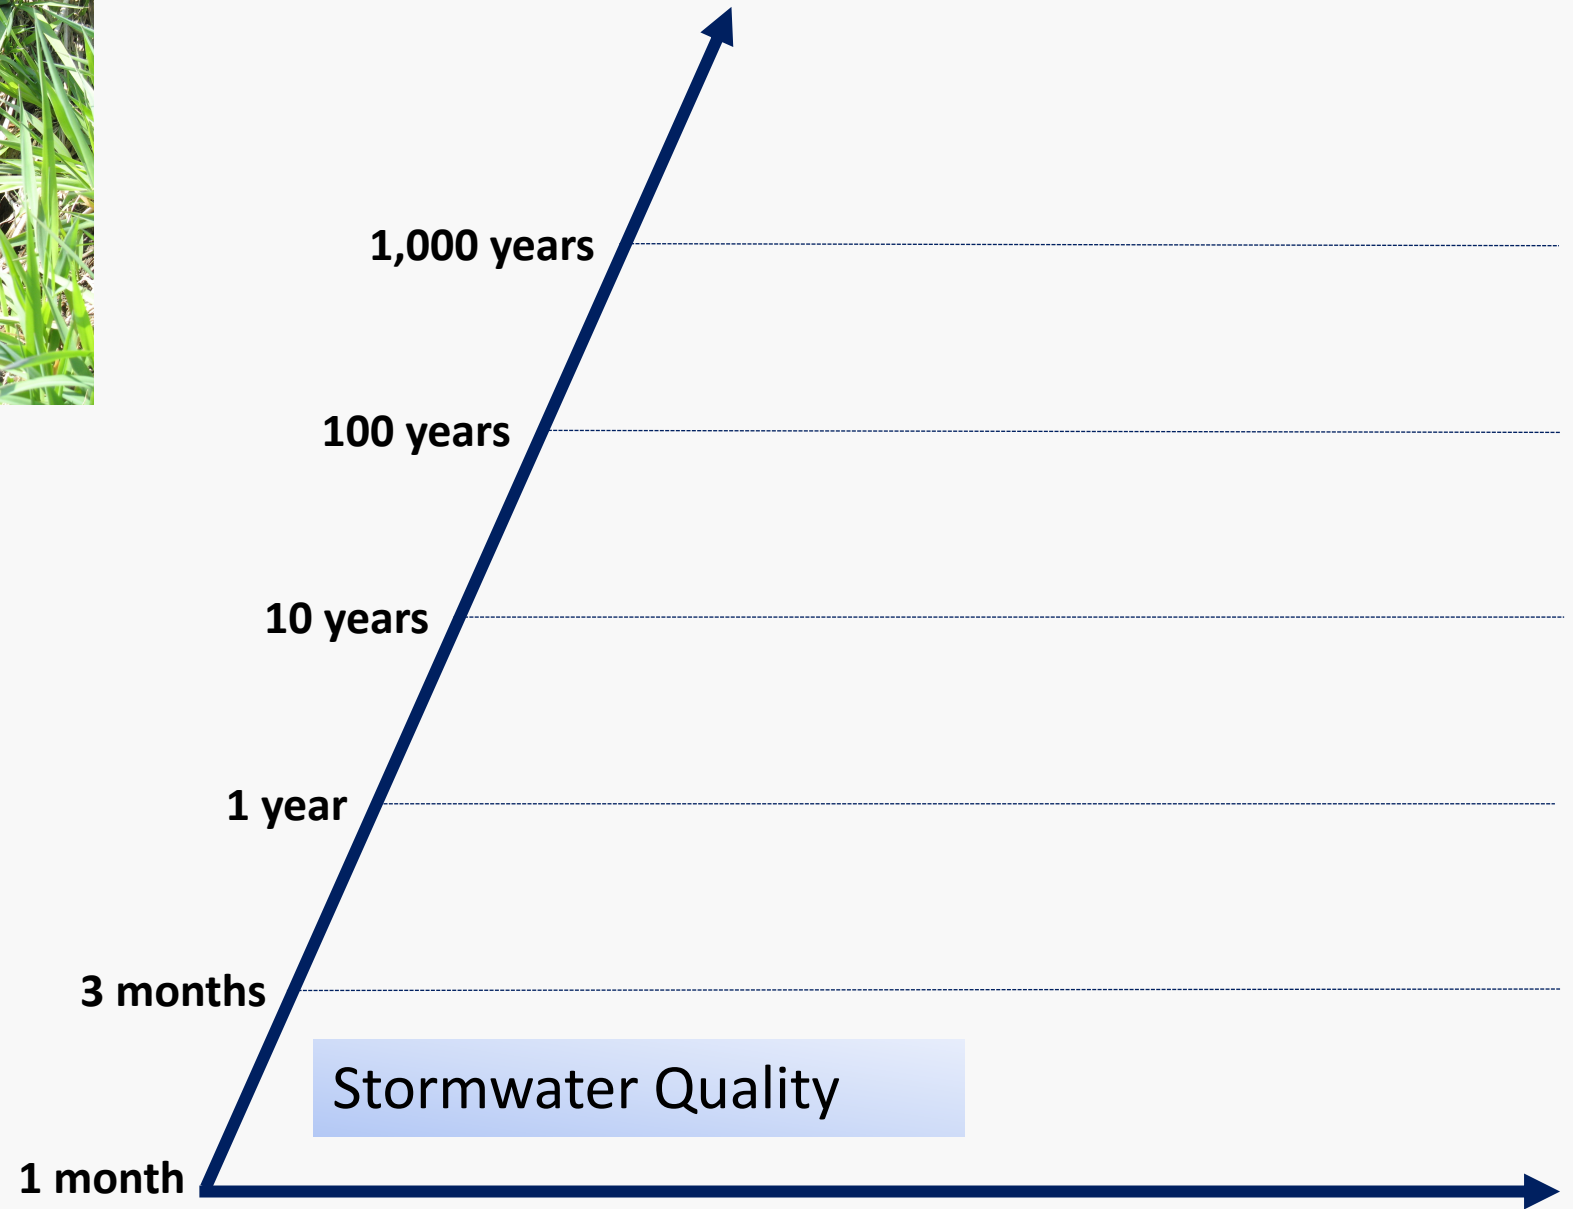 1,000 years
100 years
10 years
1 year
3 months
Stormwater Quality
1 month